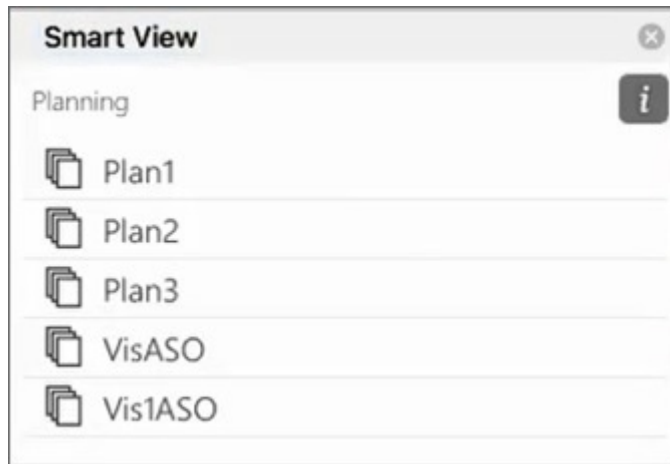 Smart View
Planning
i
Plan1
Plan2
Plan3
VisASO
Vis1ASO